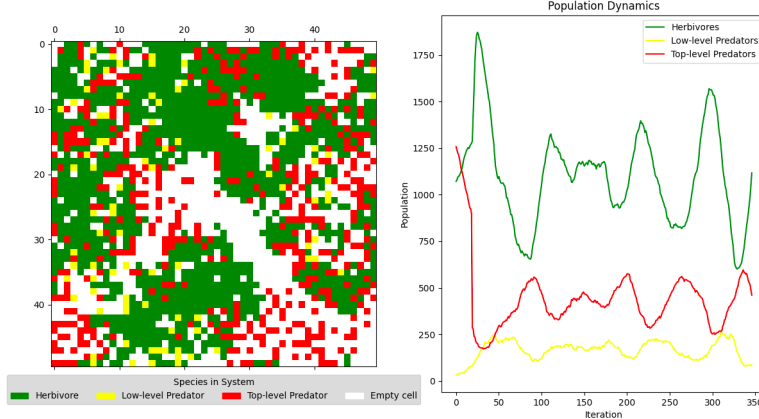 0 10 20 30 40
0
10
20
30
40
Species in System
Herbivore Low-level Predator Top-level Predator Empty cell
Population Dynamics
Herbivores
Low-level Predators
Top-level Predators
1750
1500
1250
1000
750
500
250
0
Population
0 50 100 150 200 250 300 350
Iteration